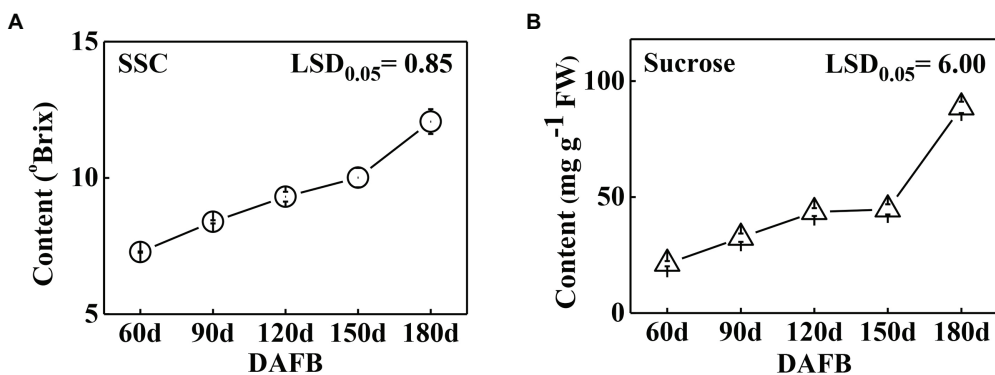 A
SSC
LSD0.05= 0.85
Content (°Brix)
15
10
5
60d 90d 120d 150d 180d
DAFB
B
Sucrose
LSD0.05= 6.00
Content (mg g-1 FW)
100
50
0
60d 90d 120d 150d 180d
DAFB